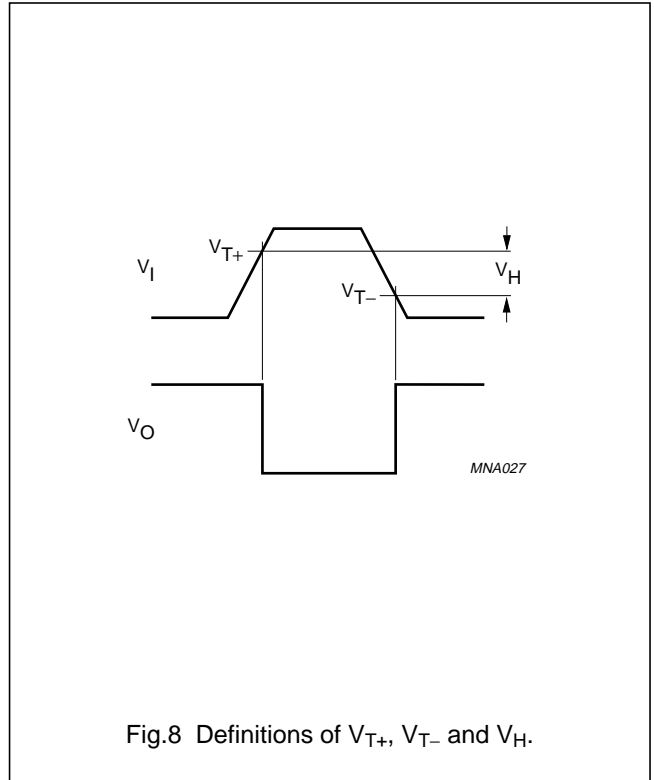 V_T+
V_I
V_H
V_T−
V_O
MNA027
Fig.8 Definitions of V_T+, V_T− and V_H.